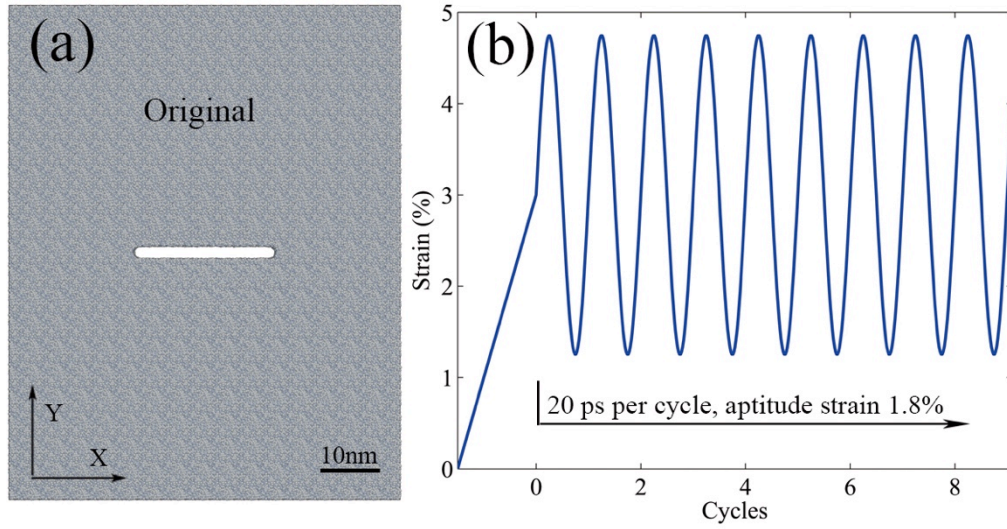 (a)
Original
Y
X
10nm
(b)
5
4
3
2
1
0
Strain (%)
20 ps per cycle, aptitude strain 1.8%
0
2
4
6
8
Cycles